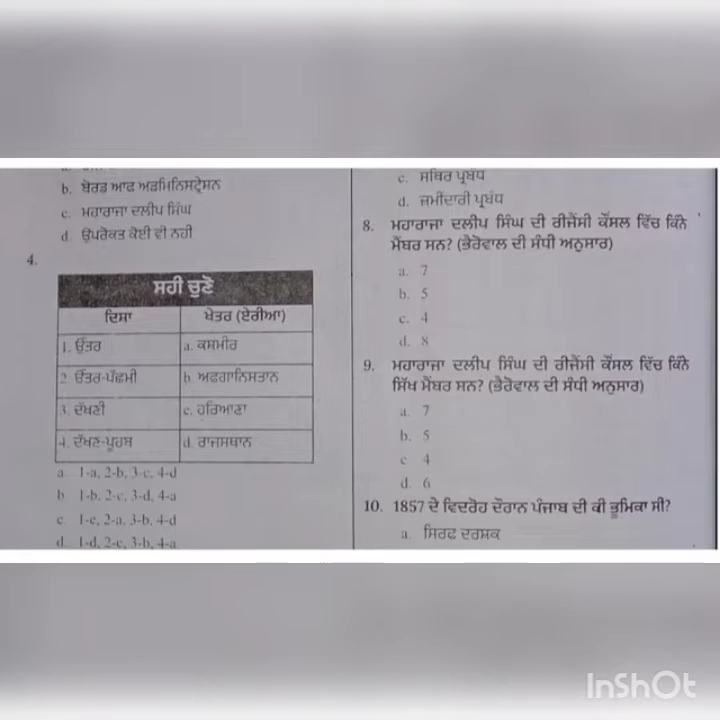 b. ਬੋਰਡ ਆਫ ਅਡਮਿਨਿਸਟ੍ਰੇਸ਼ਨ
c. ਮਹਾਰਾਜਾ ਦਲੀਪ ਸਿੰਘ
d. ਉਪਰੋਕਤ ਕੋਈ ਵੀ ਨਹੀ
4.
ਸਹੀ ਚੁਣੋ
ਦਿਸਾ ਖੇਤਰ (ਏਰੀਆ)
1. ਉੱਤਰ a. ਕਸਮੀਰ
2. ਉੱਤਰ-ਪੱਛਮੀ b. ਅਫਗਾਨਿਸਤਾਨ
3. ਦੱਖਣੀ c. ਹਰਿਆਣਾ
4. ਦੱਖਣ-ਪੂਰਬ d. ਰਾਜਸਥਾਨ
a. 1-a, 2-b, 3-c, 4-d
b. 1-b, 2-c, 3-d, 4-a
c. 1-c, 2-a, 3-b, 4-d
d. 1-d, 2-c, 3-b, 4-a
c. ਸਥਿਰ ਪ੍ਰਬੰਧ
d. ਜ਼ਮੀਂਦਾਰੀ ਪ੍ਰਬੰਧ
8. ਮਹਾਰਾਜਾ ਦਲੀਪ ਸਿੰਘ ਦੀ ਰੀਜੈਂਸੀ ਕੌਂਸਲ ਵਿੱਚ ਕਿੰਨੇ
ਮੈਂਬਰ ਸਨ? (ਭੈਰੋਵਾਲ ਦੀ ਸੰਧੀ ਅਨੁਸਾਰ)
a. 7
b. 5
c. 4
d. 8
9. ਮਹਾਰਾਜਾ ਦਲੀਪ ਸਿੰਘ ਦੀ ਰੀਜੈਂਸੀ ਕੌਂਸਲ ਵਿੱਚ ਕਿੰਨੇ
ਸਿੱਖ ਮੈਂਬਰ ਸਨ? (ਭੈਰੋਵਾਲ ਦੀ ਸੰਧੀ ਅਨੁਸਾਰ)
a. 7
b. 5
c 4
d. 6
10. 1857 ਦੇ ਵਿਦਰੋਹ ਦੌਰਾਨ ਪੰਜਾਬ ਦੀ ਕੀ ਭੂਮਿਕਾ ਸੀ?
a. ਸਿਰਫ ਦਰਸ਼ਕ
InShOt